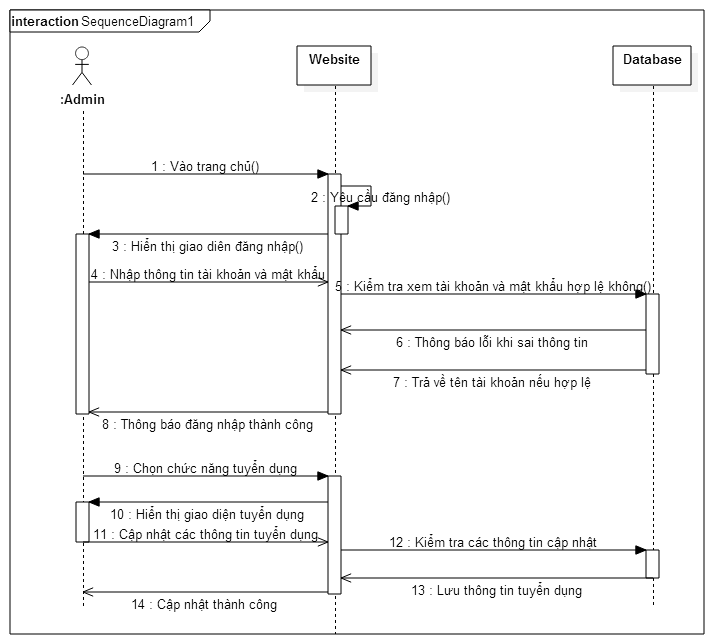 interaction SequenceDiagram1
Website
Database
:Admin
1 : Vào trang chủ()
2 : Yêu cầu đăng nhập()
3 : Hiển thị giao diên đăng nhập()
4 : Nhập thông tin tài khoản và mật khẩu
5 : Kiểm tra xem tài khoản và mật khẩu hợp lệ không()
6 : Thông báo lỗi khi sai thông tin
7 : Trả về tên tài khoản nếu hợp lệ
8 : Thông báo đăng nhập thành công
9 : Chọn chức năng tuyển dụng
10 : Hiển thị giao diện tuyển dụng
11 : Cập nhật các thông tin tuyển dung
12 : Kiểm tra các thông tin cập nhật
13 : Lưu thông tin tuyển dụng
14 : Cập nhật thành công